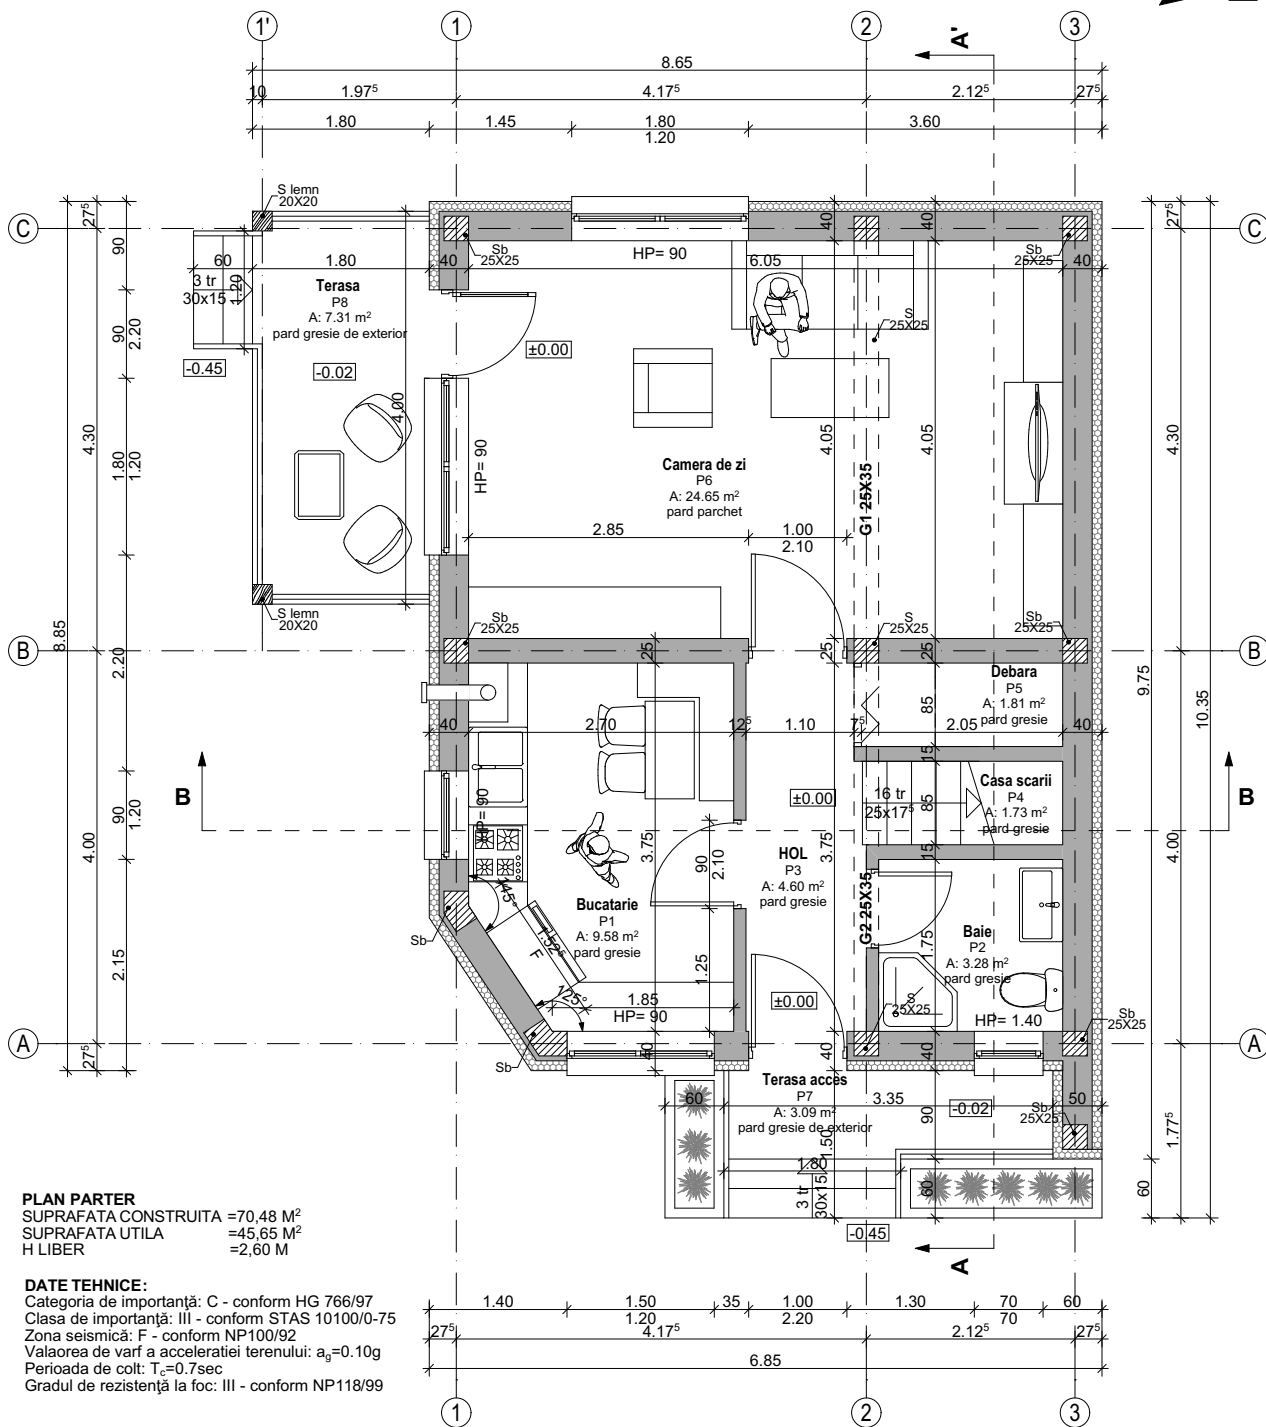 1'
1
2
3
A'
8.65
10
1.97⁵
4.17⁵
2.12⁵
27⁵
1.80
1.45
1.80
1.20
3.60
S lemn
20X20
C
C
27⁵
90
40
40
27⁵
Sb
25X25
HP= 90
Sb
25X25
60
1.80
40
6.05
40
3 tr
30x15
1.20
Terasa
P8
A: 7.31 m²
pard gresie de exterior
S
25X25
90
2.20
±0.00
-0.45
-0.02
4.00
4.30
1.80
1.20
HP= 90
4.05
4.05
4.30
Camera de zi
P6
A: 24.65 m²
pard parchet
G1 25X35
2.85
1.00
2.10
S lemn
20X20
Sb
25X25
S
25X25
Sb
25X25
B
B
8.85
2.20
25
25
25
9.75
10.35
Debara
P5
A: 1.81 m²
pard gresie
85
40
2.70
12⁵
1.10
7⁵
2.05
40
15
B
B
90
1.20
HP= 90
±0.00
16 tr
25x17⁵
85
Casa scarii
P4
A: 1.73 m²
pard gresie
4.00
3.75
90
2.10
3.75
15
4.00
HOL
P3
A: 4.60 m²
pard gresie
145°
Bucatarie
P1
A: 9.58 m²
pard gresie
G2 25X35
Baie
P2
A: 3.28 m²
pard gresie
1.75
Sb
1.52⁵
F
2.15
1.25
125°
1.85
HP= 90
±0.00
S
25X25
HP= 1.40
Sb
25X25
A
A
27⁵
40
40
40
Sb
Terasa acces
P7
A: 3.09 m²
pard gresie de exterior
60
3.35
-0.02
50
90
Sb
25X25
1.50
1.77⁵
1.80
3 tr
30x15
60
60
-0.45
A
PLAN PARTER
SUPRAFATA CONSTRUITA =70,48 M²
SUPRAFATA UTILA =45,65 M²
H LIBER =2,60 M
DATE TEHNICE:
Categoria de importanţă: C - conform HG 766/97
Clasa de importanţă: III - conform STAS 10100/0-75
Zona seismică: F - conform NP100/92
Valaorea de varf a acceleratiei terenului: a_g=0.10g
Perioada de colt: T_c=0.7sec
Gradul de rezistenţă la foc: III - conform NP118/99
1.40
1.50
1.20
35
1.00
2.20
1.30
70
70
60
27⁵
4.17⁵
2.12⁵
27⁵
6.85
1
2
3